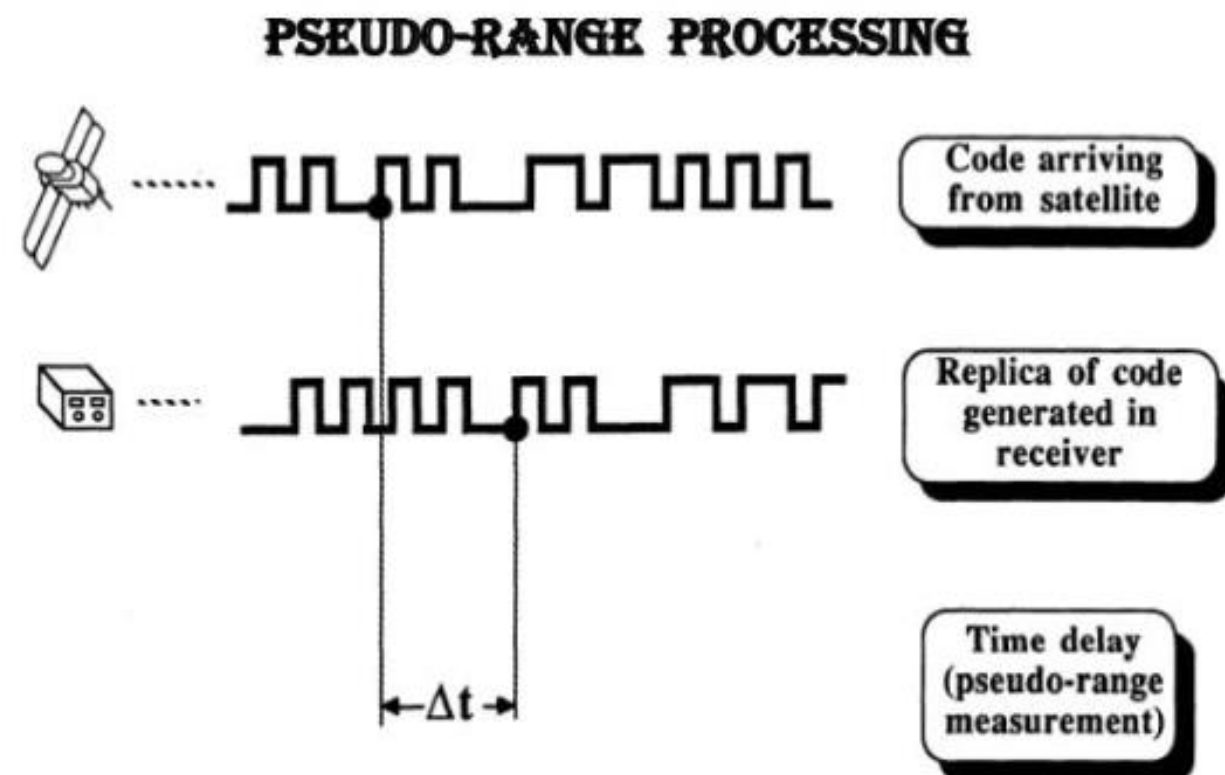 PSEUDO-RANGE PROCESSING
Code arriving
from satellite
Replica of code
generated in
receiver
Δt
Time delay
(pseudo-range
measurement)